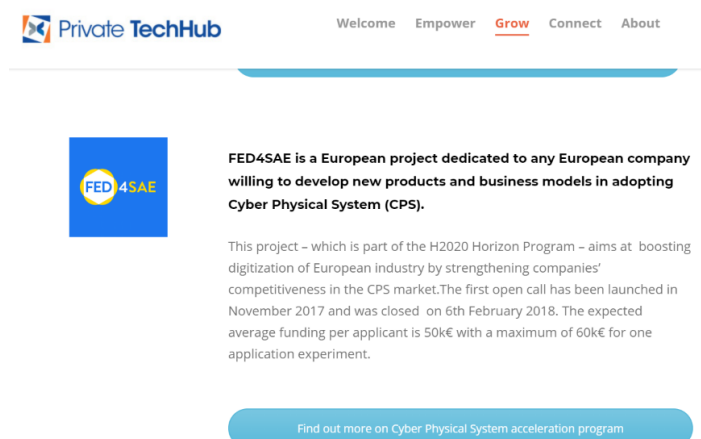 Private TechHub
Welcome Empower Grow Connect About
FED4SAE
FED4SAE is a European project dedicated to any European company
willing to develop new products and business models in adopting
Cyber Physical System (CPS).
This project – which is part of the H2020 Horizon Program – aims at  boosting
digitization of European industry by strengthening companies’
competitiveness in the CPS market.The first open call has been launched in
November 2017 and was closed  on 6th February 2018. The expected
average funding per applicant is 50k€ with a maximum of 60k€ for one
application experiment.
Find out more on Cyber Physical System acceleration program